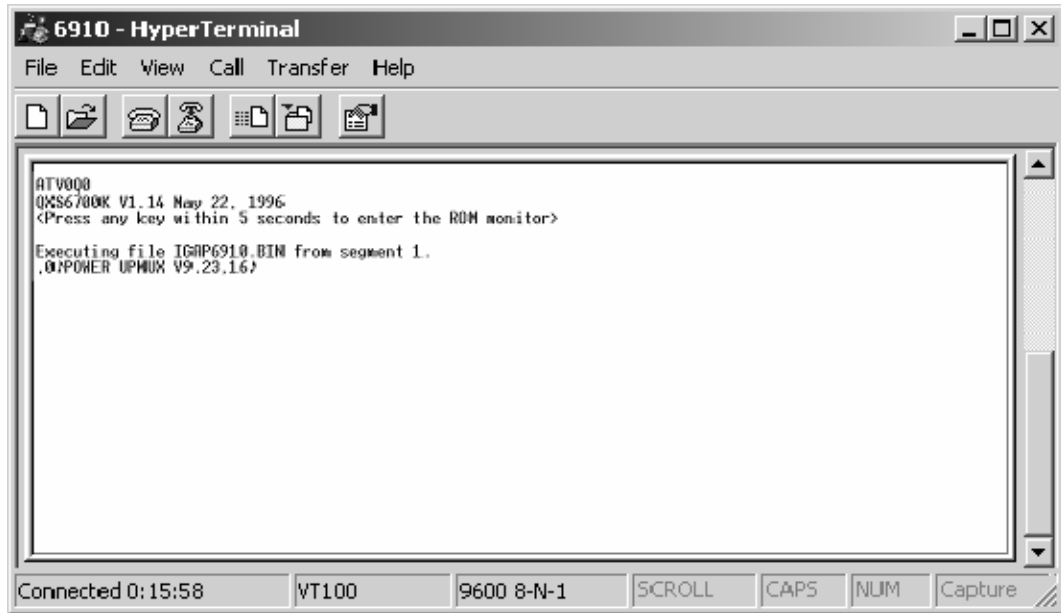 6910 - HyperTerminal
File Edit View Call Transfer Help
ATV0Q0
QXS6700K V1.14 May 22, 1996
<Press any key within 5 seconds to enter the ROM monitor>
Executing file IGAP6910.BIN from segment 1.
,0♪POWER UPMUX V9.23,16♪
Connected 0:15:58 VT100 9600 8-N-1 SCROLL CAPS NUM Capture